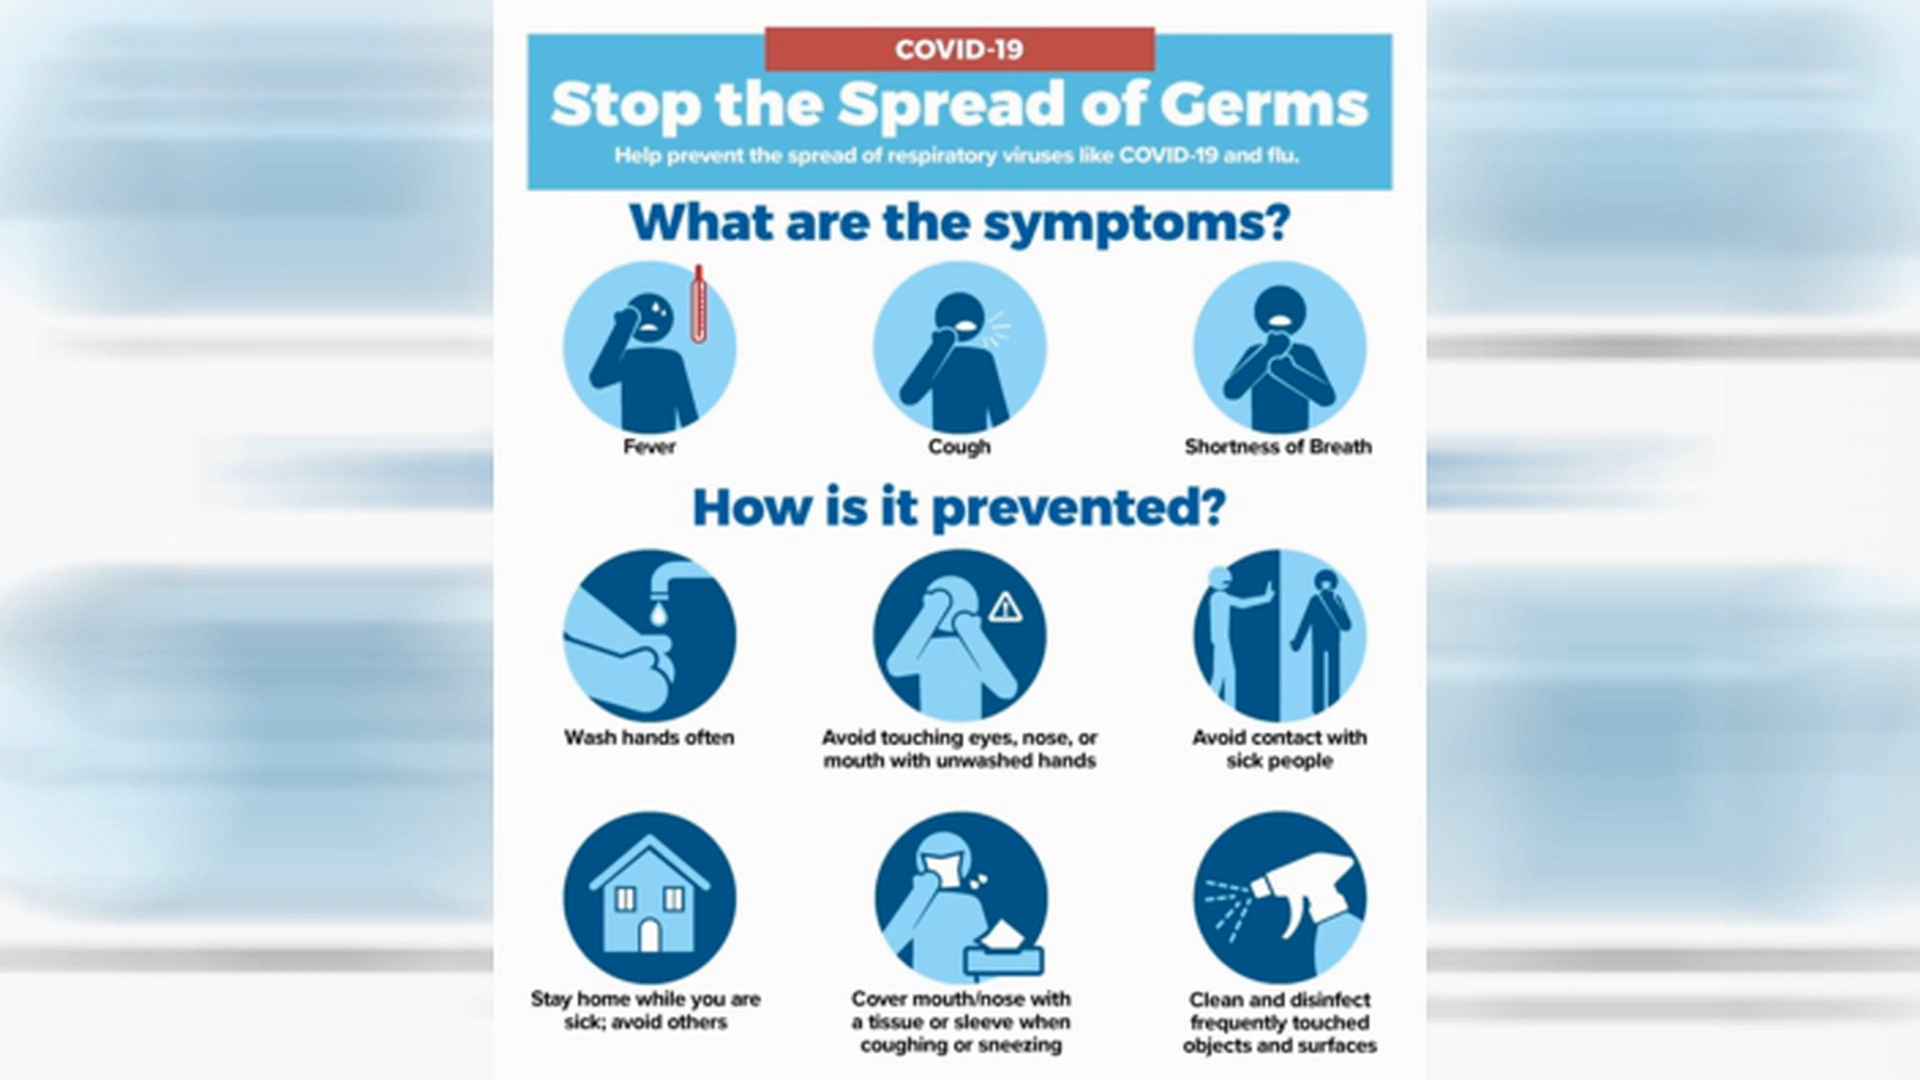 COVID-19
Stop the Spread of Germs
Help prevent the spread of respiratory viruses like COVID-19 and flu.
What are the symptoms?
Fever
Cough
Shortness of Breath
How is it prevented?
Wash hands often
Avoid touching eyes, nose, or
mouth with unwashed hands
Avoid contact with
sick people
Stay home while you are
sick; avoid others
Cover mouth/nose with
a tissue or sleeve when
coughing or sneezing
Clean and disinfect
frequently touched
objects and surfaces